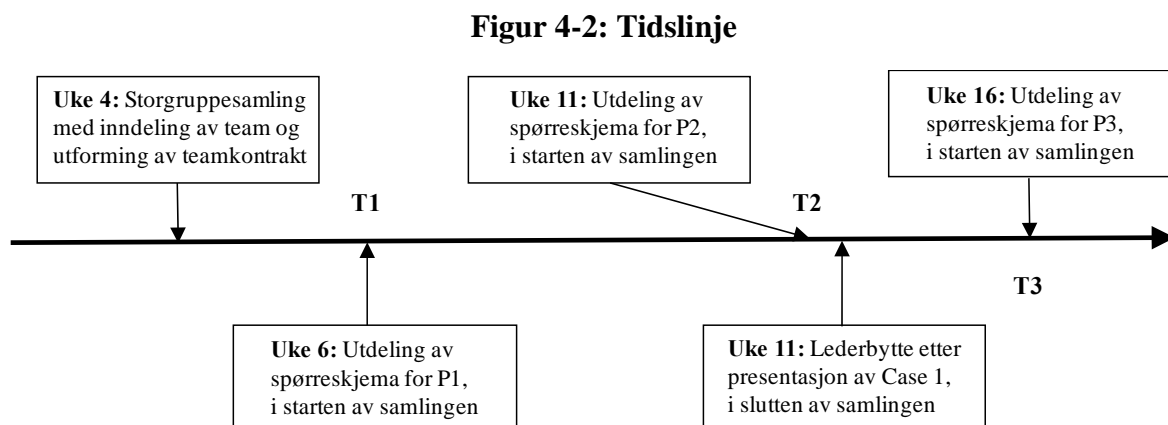 Figur 4-2: Tidslinje
Uke 4: Storgruppesamling
med inndeling av team og
utforming av teamkontrakt
Uke 11: Utdeling av
spørreskjema for P2,
i starten av samlingen
Uke 16: Utdeling av
spørreskjema for P3,
i starten av samlingen
T1
T2
T3
Uke 6: Utdeling av
spørreskjema for P1,
i starten av samlingen
Uke 11: Lederbytte etter
presentasjon av Case 1,
i slutten av samlingen